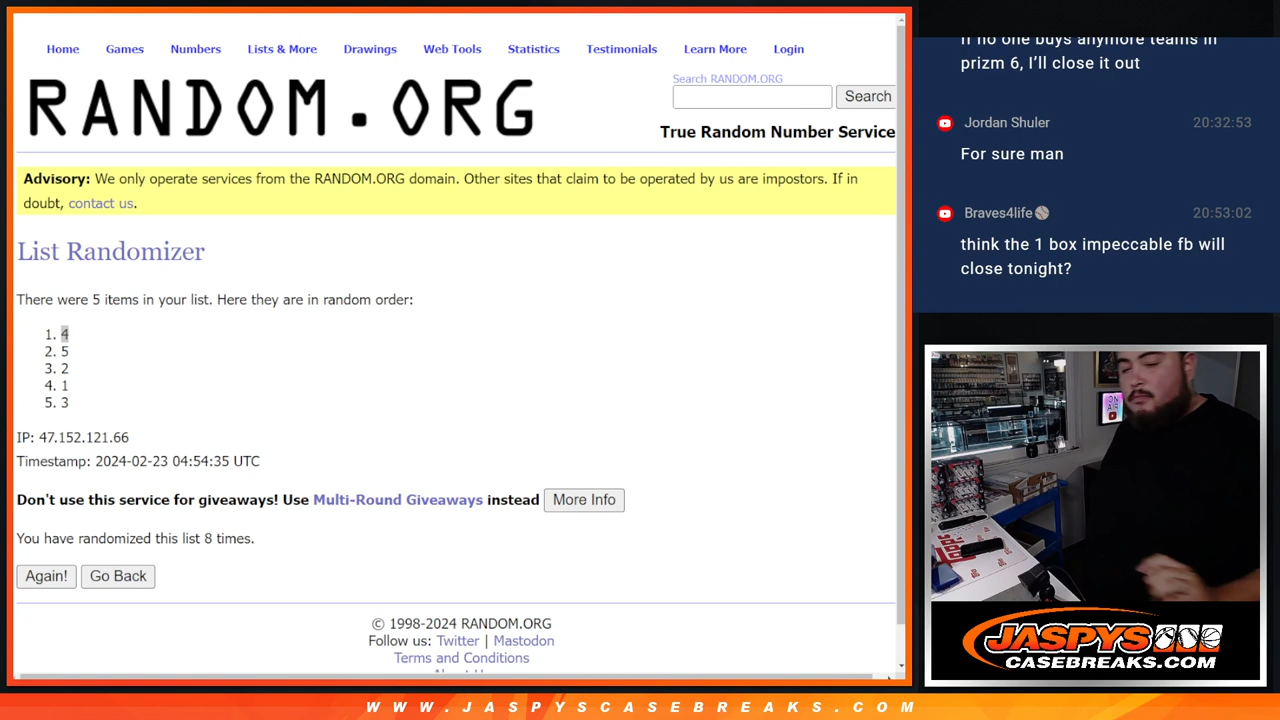 Home Games Numbers Lists & More Drawings Web Tools Statistics Testimonials Learn More Login
RANDOM.ORG
Search RANDOM.ORG
Search
True Random Number Service
Advisory: We only operate services from the RANDOM.ORG domain. Other sites that claim to be operated by us are impostors. If in
doubt, contact us.
List Randomizer
There were 5 items in your list. Here they are in random order:
1. 4
2. 5
3. 2
4. 1
5. 3
IP: 47.152.121.66
Timestamp: 2024-02-23 04:54:35 UTC
Don't use this service for giveaways! Use Multi-Round Giveaways instead More Info
You have randomized this list 8 times.
Again! Go Back
© 1998-2024 RANDOM.ORG
Follow us: Twitter | Mastodon
Terms and Conditions
If no one buys anymore teams in
prizm 6, I'll close it out
Jordan Shuler 20:32:53
For sure man
Braves4life 20:53:02
think the 1 box impeccable fb will
close tonight?
ON
AIR
JASPYS
CASEBREAKS.COM
WWW.JASPYSCASEBREAKS.COM